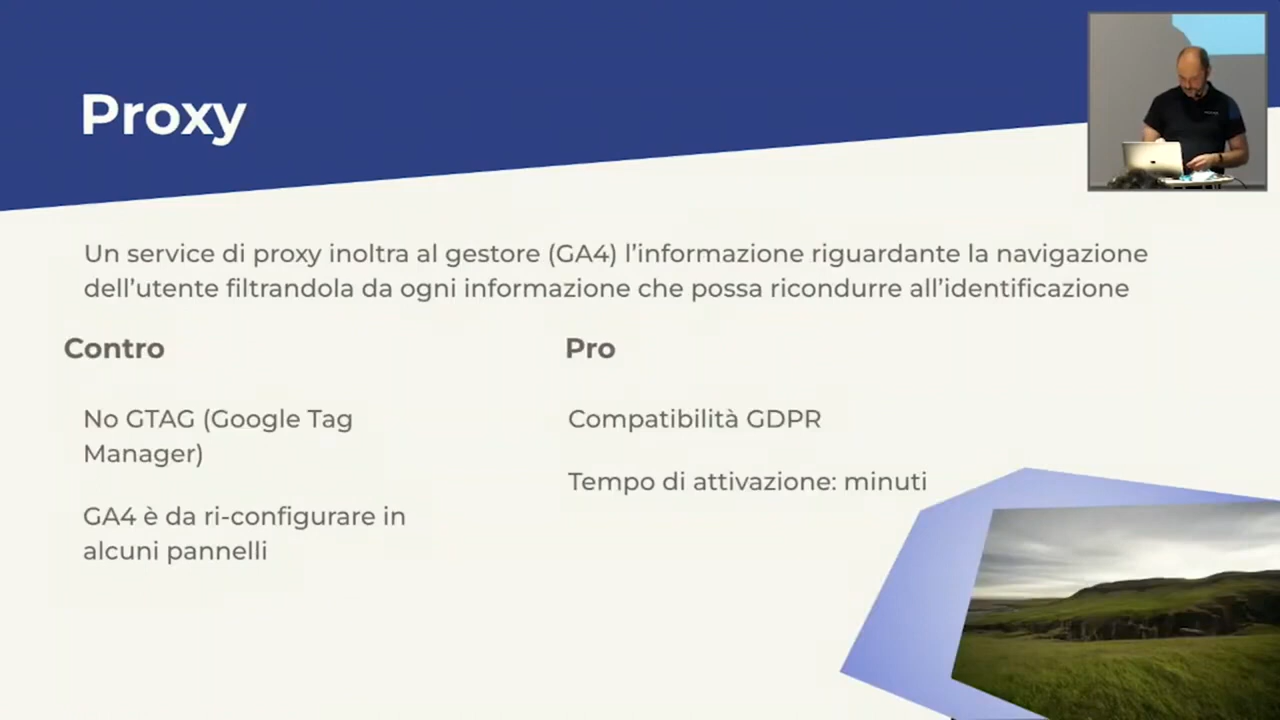 Proxy
Un service di proxy inoltra al gestore (GA4) l’informazione riguardante la navigazione
dell’utente filtrandola da ogni informazione che possa ricondurre all’identificazione
Contro
No GTAG (Google Tag
Manager)
GA4 è da ri-configurare in
alcuni pannelli
Pro
Compatibilità GDPR
Tempo di attivazione: minuti